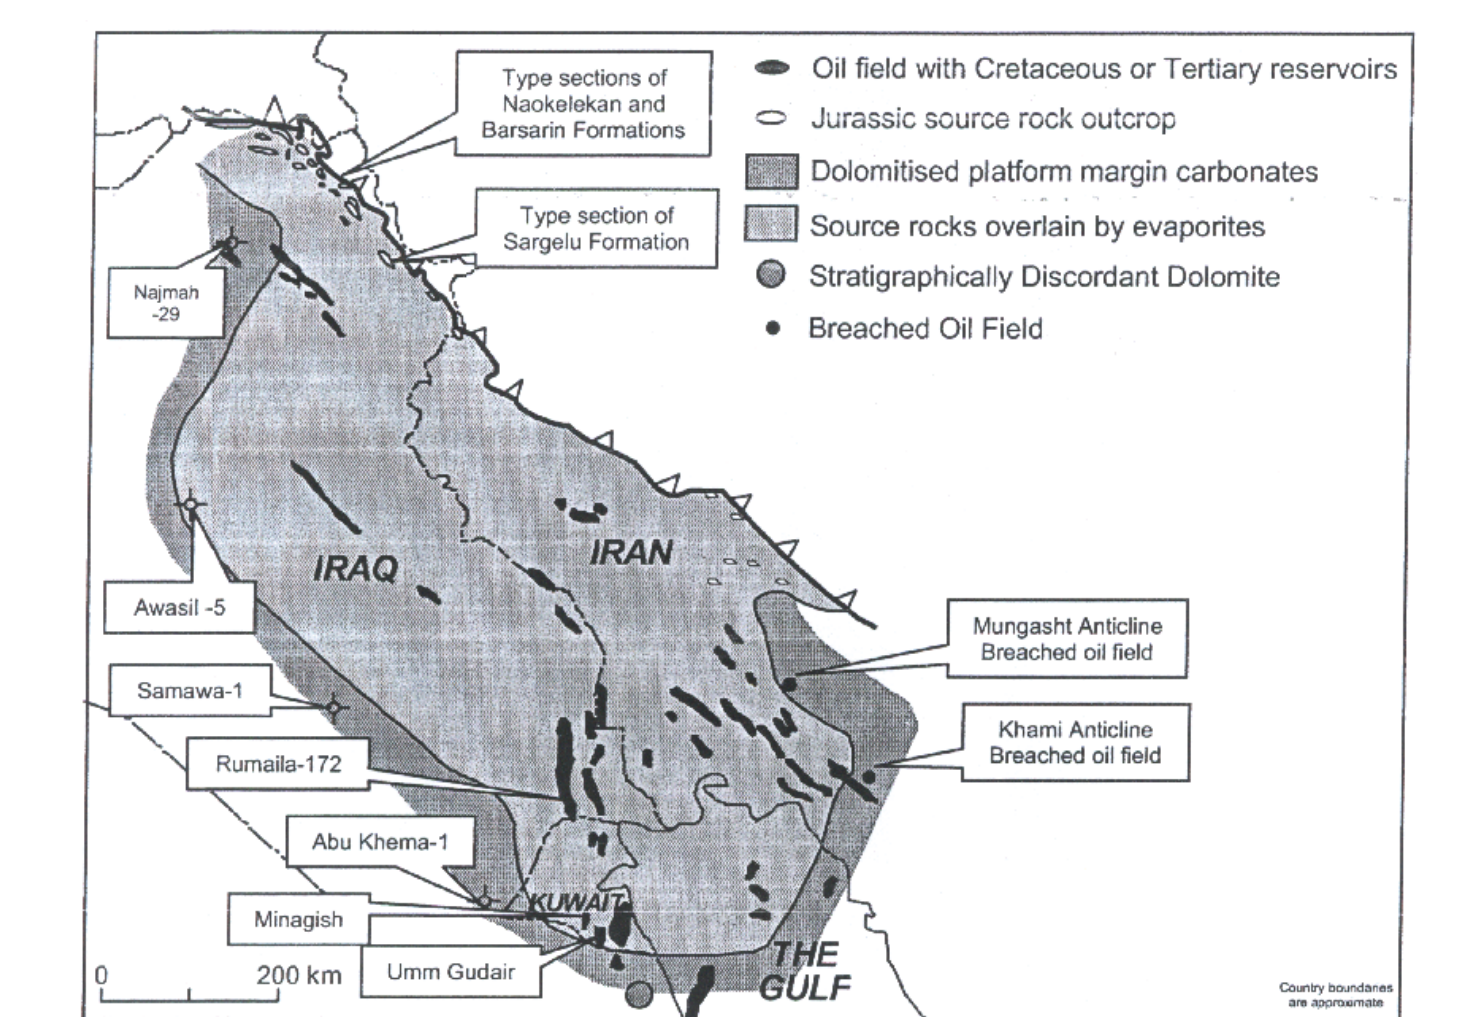 Type sections of
Naokelekan and
Barsarin Formations
Type section of
Sargelu Formation
Oil field with Cretaceous or Tertiary reservoirs
Jurassic source rock outcrop
Dolomitised platform margin carbonates
Source rocks overlain by evaporites
Stratigraphically Discordant Dolomite
Breached Oil Field
Najmah
-29
IRAQ
IRAN
Awasil -5
Mungasht Anticline
Breached oil field
Samawa-1
Khami Anticline
Breached oil field
Rumaila-172
Abu Khema-1
KUWAIT
Minagish
Umm Gudair
THE
GULF
0
200 km
Country boundaries
are approximate